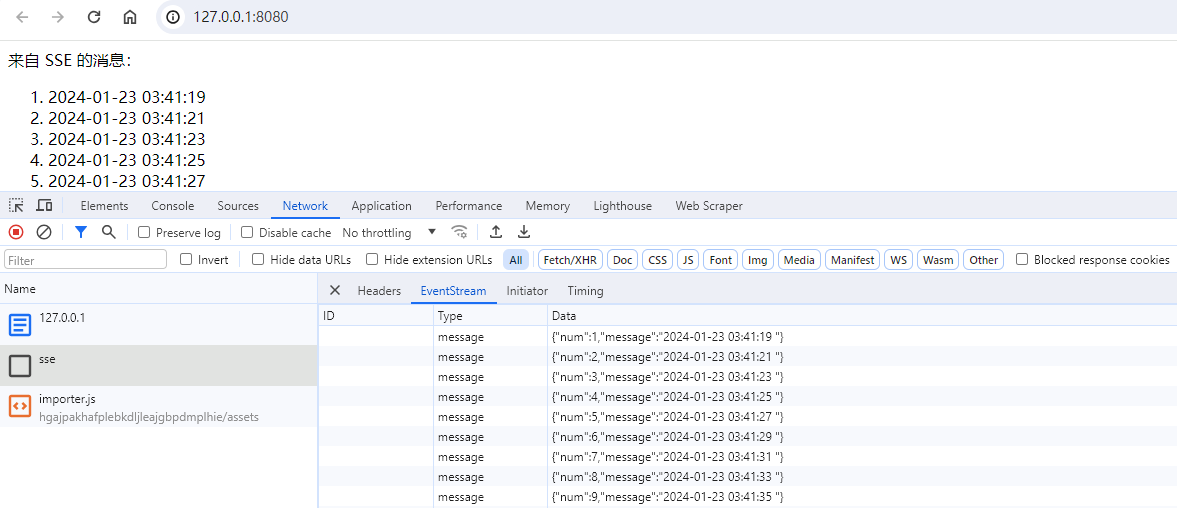 127.0.0.1:8080
来自 SSE 的消息：
1. 2024-01-23 03:41:19
2. 2024-01-23 03:41:21
3. 2024-01-23 03:41:23
4. 2024-01-23 03:41:25
5. 2024-01-23 03:41:27
Elements Console Sources Network Application Performance Memory Lighthouse Web Scraper
Preserve log Disable cache No throttling
Filter Invert Hide data URLs Hide extension URLs All Fetch/XHR Doc CSS JS Font Img Media Manifest WS Wasm Other Blocked response cookies
Name
127.0.0.1
sse
importer.js
hgajpakhafplebkdljleajgbpdmplhie/assets
Headers EventStream Initiator Timing
ID Type Data
message {"num":1,"message":"2024-01-23 03:41:19 "}
message {"num":2,"message":"2024-01-23 03:41:21 "}
message {"num":3,"message":"2024-01-23 03:41:23 "}
message {"num":4,"message":"2024-01-23 03:41:25 "}
message {"num":5,"message":"2024-01-23 03:41:27 "}
message {"num":6,"message":"2024-01-23 03:41:29 "}
message {"num":7,"message":"2024-01-23 03:41:31 "}
message {"num":8,"message":"2024-01-23 03:41:33 "}
message {"num":9,"message":"2024-01-23 03:41:35 "}